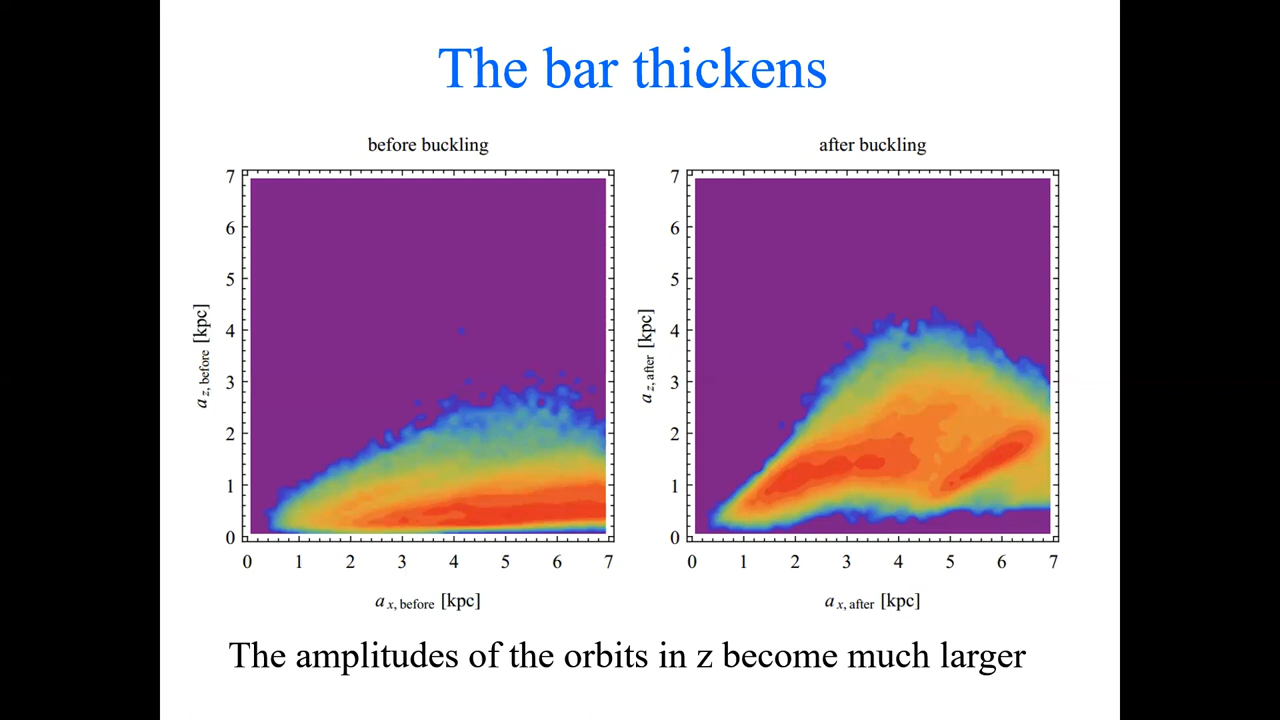 The bar thickens
before buckling
after buckling
7
6
5
4
3
2
1
0
a z, before [kpc]
0 1 2 3 4 5 6 7
a x, before [kpc]
7
6
5
4
3
2
1
0
a z, after [kpc]
0 1 2 3 4 5 6 7
a x, after [kpc]
The amplitudes of the orbits in z become much larger